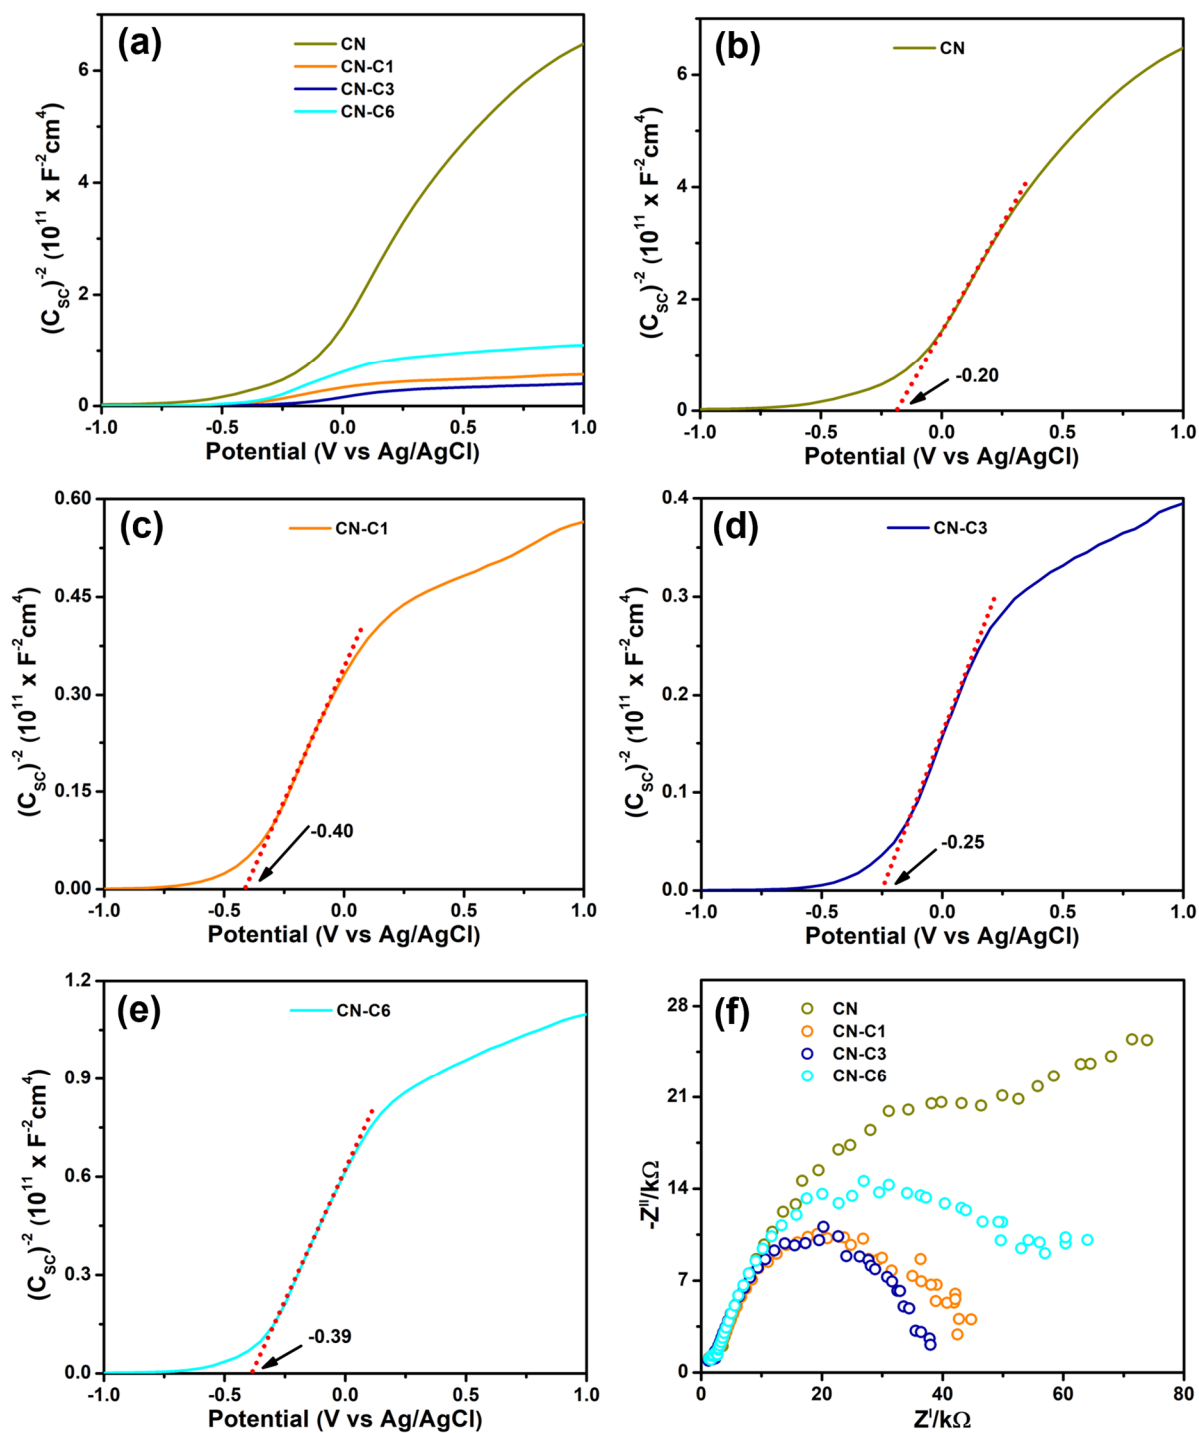 (a)
CN
CN-C1
CN-C3
CN-C6
(C_SC)^-2 (10^11 x F^-2cm^4)
6
4
2
0
-1.0 -0.5 0.0 0.5 1.0
Potential (V vs Ag/AgCl)
(b)
CN
(C_SC)^-2 (10^11 x F^-2cm^4)
6
4
2
0
-0.20
-1.0 -0.5 0.0 0.5 1.0
Potential (V vs Ag/AgCl)
(c)
CN-C1
(C_SC)^-2 (10^11 x F^-2cm^4)
0.60
0.45
0.30
0.15
0.00
-0.40
-1.0 -0.5 0.0 0.5 1.0
Potential (V vs Ag/AgCl)
(d)
CN-C3
(C_SC)^-2 (10^11 x F^-2cm^4)
0.4
0.3
0.2
0.1
0.0
-0.25
-1.0 -0.5 0.0 0.5 1.0
Potential (V vs Ag/AgCl)
(e)
CN-C6
(C_SC)^-2 (10^11 x F^-2cm^4)
1.2
0.9
0.6
0.3
0.0
-0.39
-1.0 -0.5 0.0 0.5 1.0
Potential (V vs Ag/AgCl)
(f)
CN
CN-C1
CN-C3
CN-C6
-Z^II/kΩ
28
21
14
7
0
0 20 40 60 80
Z^I/kΩ